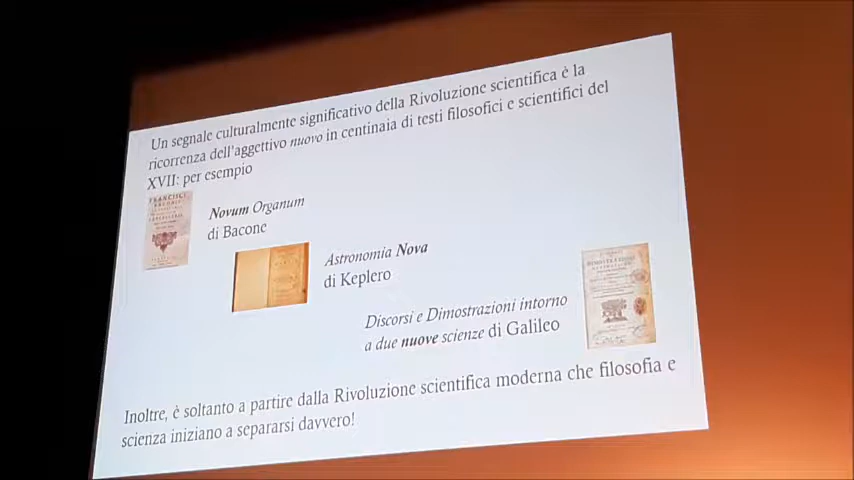 Un segnale culturalmente significativo della Rivoluzione scientifica è la
ricorrenza dell'aggettivo nuovo in centinaia di testi filosofici e scientifici del
XVII: per esempio
FRANCISCI
Novum Organum
di Bacone
Astronomia Nova
di Keplero
Discorsi e Dimostrazioni intorno
a due nuove scienze di Galileo
Inoltre, è soltanto a partire dalla Rivoluzione scientifica moderna che filosofia e
scienza iniziano a separarsi davvero!